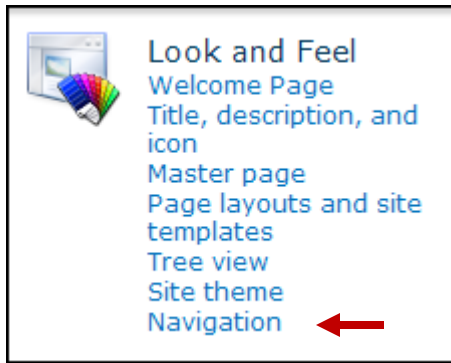 Look and Feel
Welcome Page
Title, description, and
icon
Master page
Page layouts and site
templates
Tree view
Site theme
Navigation